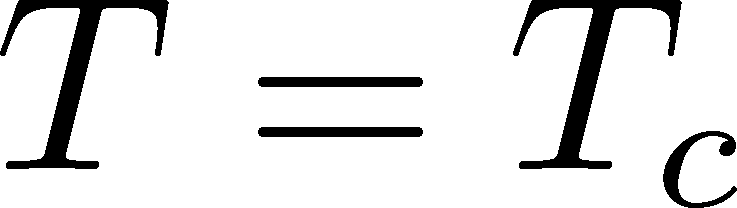 T = T_c